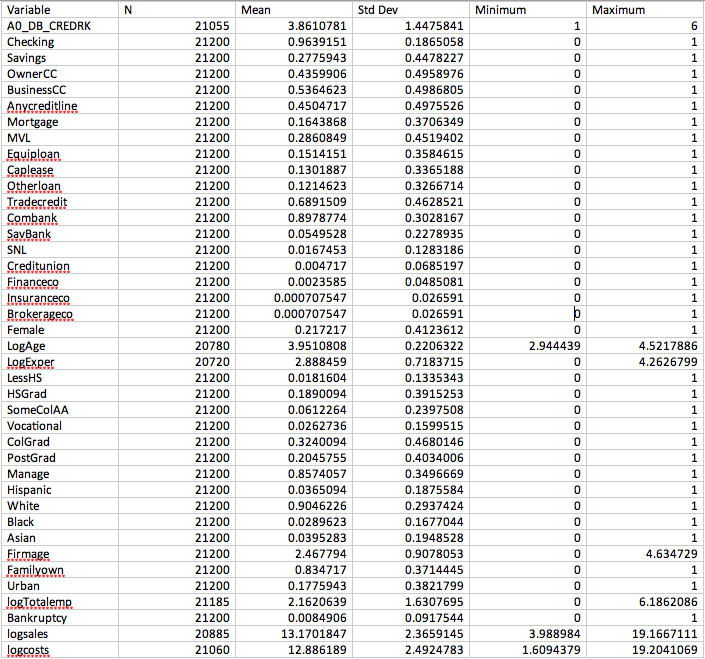 Variable N Mean Std Dev Minimum Maximum
A0_DB_CREDRK 21055 3.8610781 1.4475841 1 6
Checking 21200 0.9639151 0.1865058 0 1
Savings 21200 0.2775943 0.4478227 0 1
OwnerCC 21200 0.4359906 0.4958976 0 1
BusinessCC 21200 0.5364623 0.4986805 0 1
Anycreditline 21200 0.4504717 0.4975526 0 1
Mortgage 21200 0.1643868 0.3706349 0 1
MVL 21200 0.2860849 0.4519402 0 1
Equiploan 21200 0.1514151 0.3584615 0 1
Caplease 21200 0.1301887 0.3365188 0 1
Otherloan 21200 0.1214623 0.3266714 0 1
Tradecredit 21200 0.6891509 0.4628521 0 1
Combank 21200 0.8978774 0.3028167 0 1
SavBank 21200 0.0549528 0.2278935 0 1
SNL 21200 0.0167453 0.1283186 0 1
Creditunion 21200 0.004717 0.0685197 0 1
Financeco 21200 0.0023585 0.0485081 0 1
Insuranceco 21200 0.000707547 0.026591 0 1
Brokerageco 21200 0.000707547 0.026591 0 1
Female 21200 0.217217 0.4123612 0 1
LogAge 20780 3.9510808 0.2206322 2.944439 4.5217886
LogExper 20720 2.888459 0.7183715 0 4.2626799
LessHS 21200 0.0181604 0.1335343 0 1
HSGrad 21200 0.1890094 0.3915253 0 1
SomeColAA 21200 0.0612264 0.2397508 0 1
Vocational 21200 0.0262736 0.1599515 0 1
ColGrad 21200 0.3240094 0.4680146 0 1
PostGrad 21200 0.2045755 0.4034006 0 1
Manage 21200 0.8574057 0.3496669 0 1
Hispanic 21200 0.0365094 0.1875584 0 1
White 21200 0.9046226 0.2937424 0 1
Black 21200 0.0289623 0.1677044 0 1
Asian 21200 0.0395283 0.1948528 0 1
Firmage 21200 2.467794 0.9078053 0 4.634729
Familyown 21200 0.834717 0.3714445 0 1
Urban 21200 0.1775943 0.3821799 0 1
logTotalemp 21185 2.1620639 1.6307695 0 6.1862086
Bankruptcy 21200 0.0084906 0.0917544 0 1
logsales 20885 13.1701847 2.3659145 3.988984 19.1667111
logcosts 21060 12.886189 2.4924783 1.6094379 19.2041069